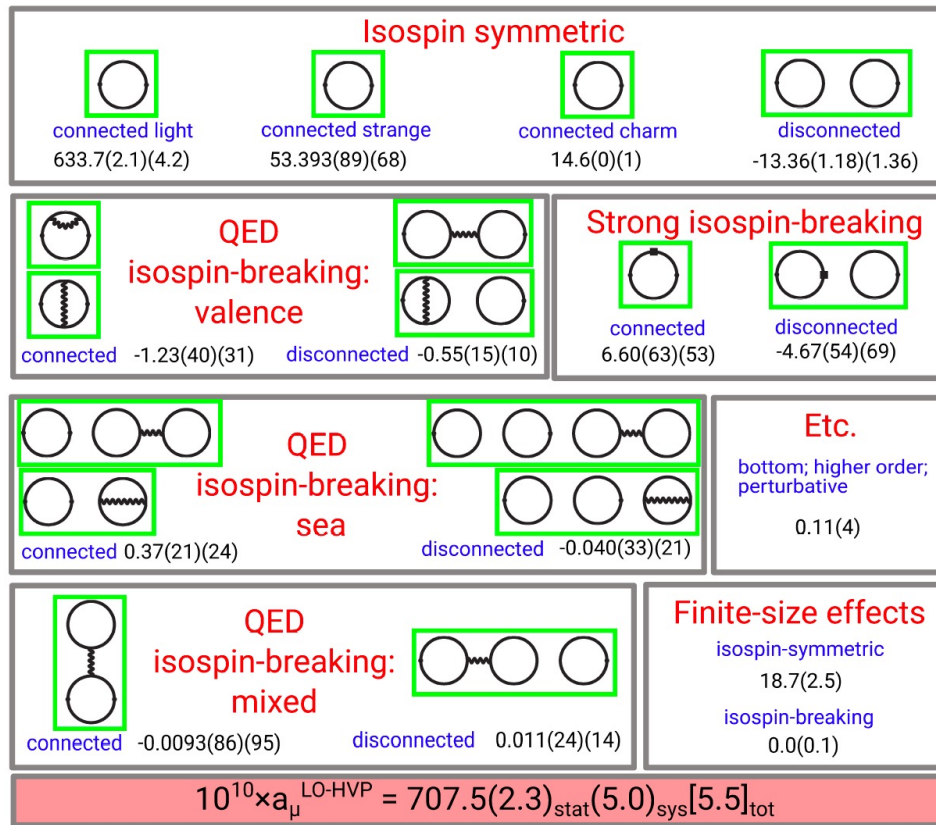 Isospin symmetric
connected light
633.7(2.1)(4.2)
connected strange
53.393(89)(68)
connected charm
14.6(0)(1)
disconnected
-13.36(1.18)(1.36)
QED
isospin-breaking:
valence
connected -1.23(40)(31)
disconnected -0.55(15)(10)
Strong isospin-breaking
connected
6.60(63)(53)
disconnected
-4.67(54)(69)
QED
isospin-breaking:
sea
connected 0.37(21)(24)
disconnected -0.040(33)(21)
Etc.
bottom; higher order;
perturbative
0.11(4)
QED
isospin-breaking:
mixed
connected -0.0093(86)(95)
disconnected 0.011(24)(14)
Finite-size effects
isospin-symmetric
18.7(2.5)
isospin-breaking
0.0(0.1)
10¹⁰×aμ^LO-HVP = 707.5(2.3)stat(5.0)sys[5.5]tot